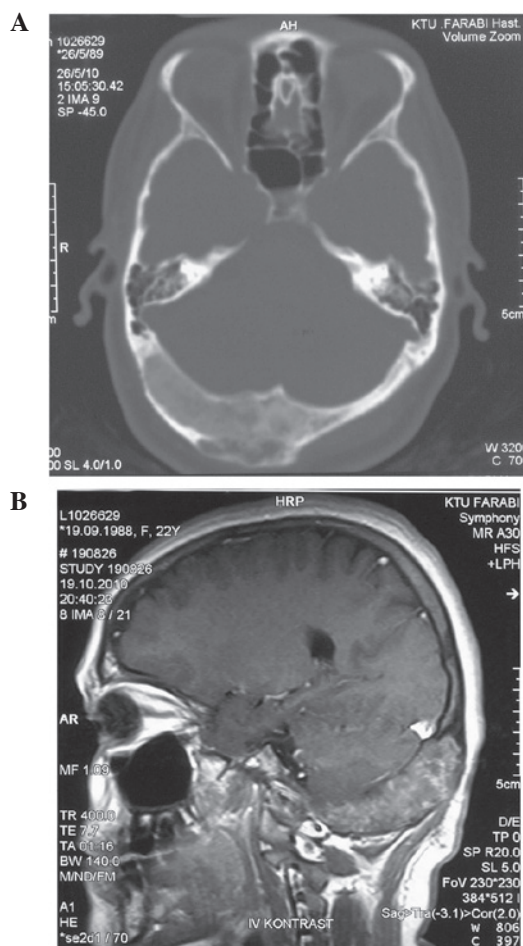 A
AH
KTU .FARABI Hast.
Volume Zoom
1026629
*26/5/89
26/5/10
15:05:30.42
2 IMA 9
SP -45.0
R
5cm
W 320
00 SL 4.0/1.0
C 70
B
HRP
L1026629
*19.09.1988, F, 22Y
# 190826
STUDY 190826
19.10.2010
20:40:23
8 IMA 8 / 21
KTU FARABI
Symphony
MR A30
HFS
+LPH
AR
MF 1.09
TR 400.0
TE 7.7
TA 01-16
BW 140.0
M/ND/FM
A1
HE
*se2d1 / 70
IV KONTRAST
5cm
D/E
TP 0
SP R20.0
SL 5.0
FoV 230*230
384*512 I
Sag>Tra(-3.1)>Cor(2.0)
W 806
C 397